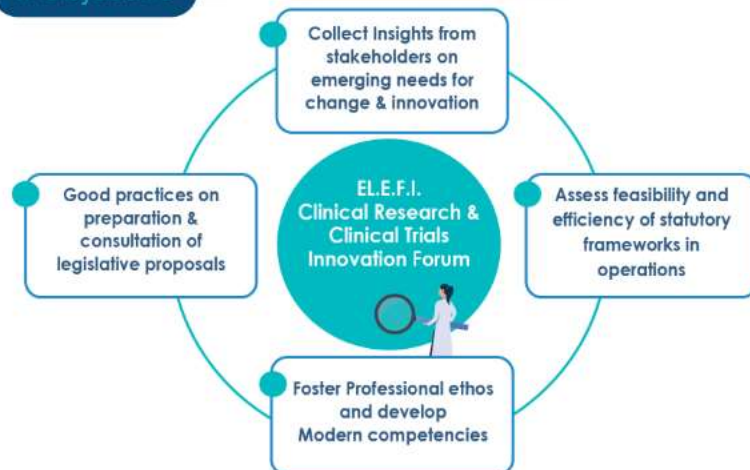 Collect Insights from
stakeholders on
emerging needs for
change & innovation
EL.E.F.I.
Clinical Research &
Clinical Trials
Innovation Forum
Good practices on
preparation &
consultation of
legislative proposals
Assess feasibility and
efficiency of statutory
frameworks in
operations
Foster Professional ethos
and develop
Modern competencies